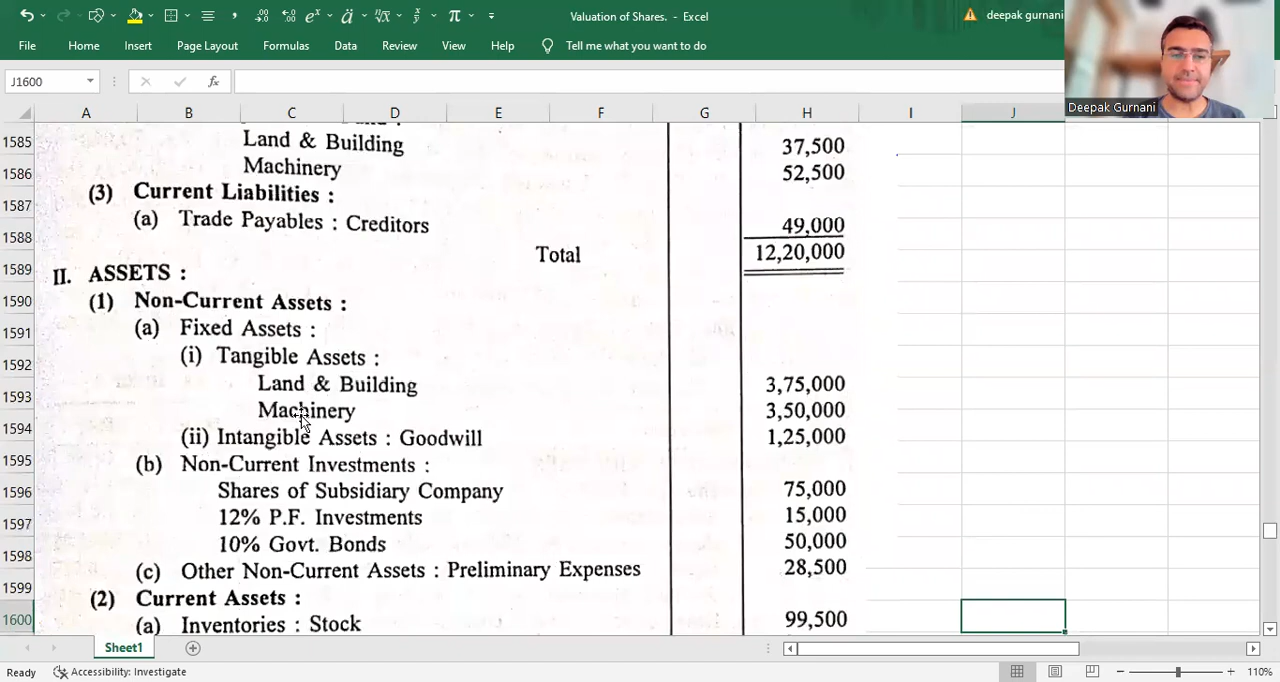 Valuation of Shares. - Excel
deepak gurnani
File Home Insert Page Layout Formulas Data Review View Help Tell me what you want to do
Deepak Gurnani
J1600
fx
A B C D E F G H I J
1585 Land & Building 37,500
1586 Machinery 52,500
1587 (3) Current Liabilities :
1588 (a) Trade Payables : Creditors 49,000
1589 Total 12,20,000
II. ASSETS :
1590 (1) Non-Current Assets :
1591 (a) Fixed Assets :
1592 (i) Tangible Assets :
1593 Land & Building 3,75,000
1594 Machinery 3,50,000
1595 (ii) Intangible Assets : Goodwill 1,25,000
(b) Non-Current Investments :
1596 Shares of Subsidiary Company 75,000
1597 12% P.F. Investments 15,000
1598 10% Govt. Bonds 50,000
1599 (c) Other Non-Current Assets : Preliminary Expenses 28,500
(2) Current Assets :
1600 (a) Inventories : Stock 99,500
Sheet1
Ready Accessibility: Investigate 110%